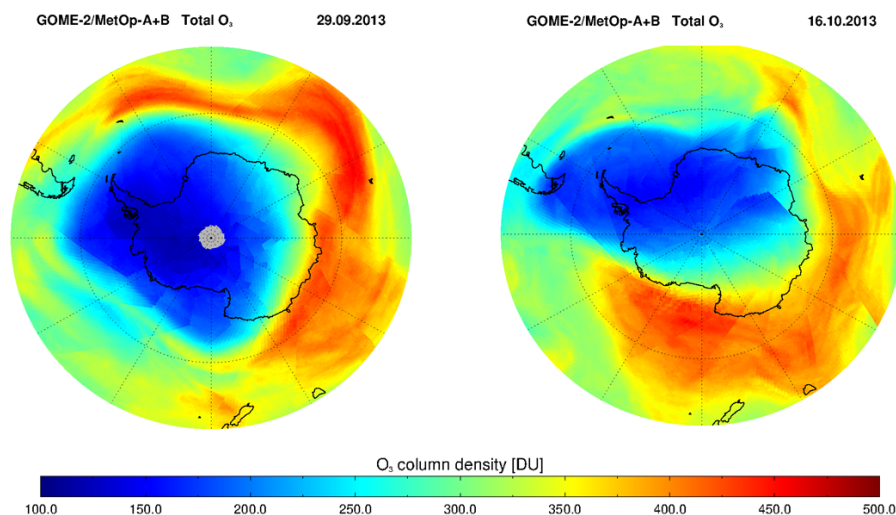 GOME-2/MetOp-A+B Total O₃ 29.09.2013
GOME-2/MetOp-A+B Total O₃ 16.10.2013
O₃ column density [DU]
100.0 150.0 200.0 250.0 300.0 350.0 400.0 450.0 500.0